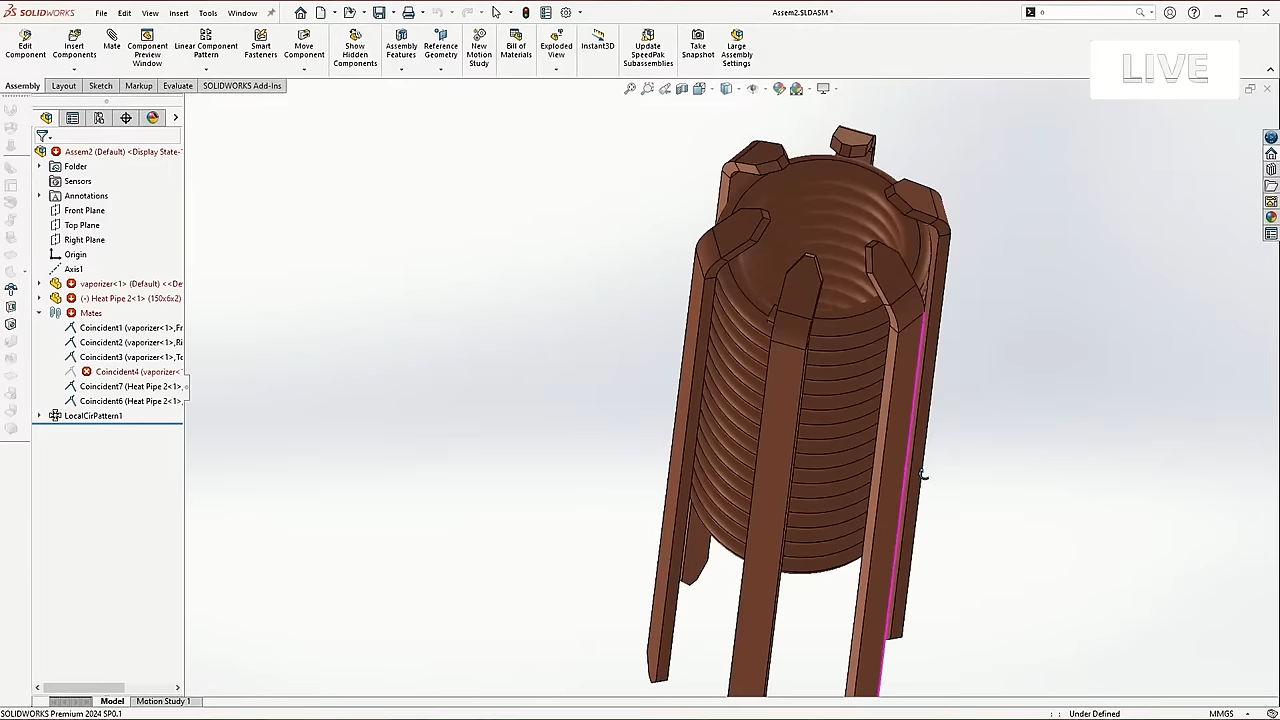 SOLIDWORKS File Edit View Insert Tools Window Assem2.SLDASM * o
Edit Component
Insert Components
Mate
Component Preview Window
Linear Component Pattern
Smart Fasteners
Move Component
Show Hidden Components
Assembly Features
Reference Geometry
New Motion Study
Bill of Materials
Exploded View
Instant3D
Update SpeedPak Subassemblies
Take Snapshot
Large Assembly Settings
LIVE
Assembly Layout Sketch Markup Evaluate SOLIDWORKS Add-Ins
Assem2 (Default) <Display State-
Folder
Sensors
Annotations
Front Plane
Top Plane
Right Plane
Origin
Axis1
vaporizer<1> (Default) <<De
(-) Heat Pipe 2<1> (150x6x2)
Mates
Coincident1 (vaporizer<1>,Fr
Coincident2 (vaporizer<1>,Ri
Coincident3 (vaporizer<1>,To
Coincident4 (vaporizer<
Coincident7 (Heat Pipe 2<1>,
Coincident6 (Heat Pipe 2<1>,
LocalCirPattern1
Model Motion Study 1
SOLIDWORKS Premium 2024 SP0.1 Under Defined MMGS